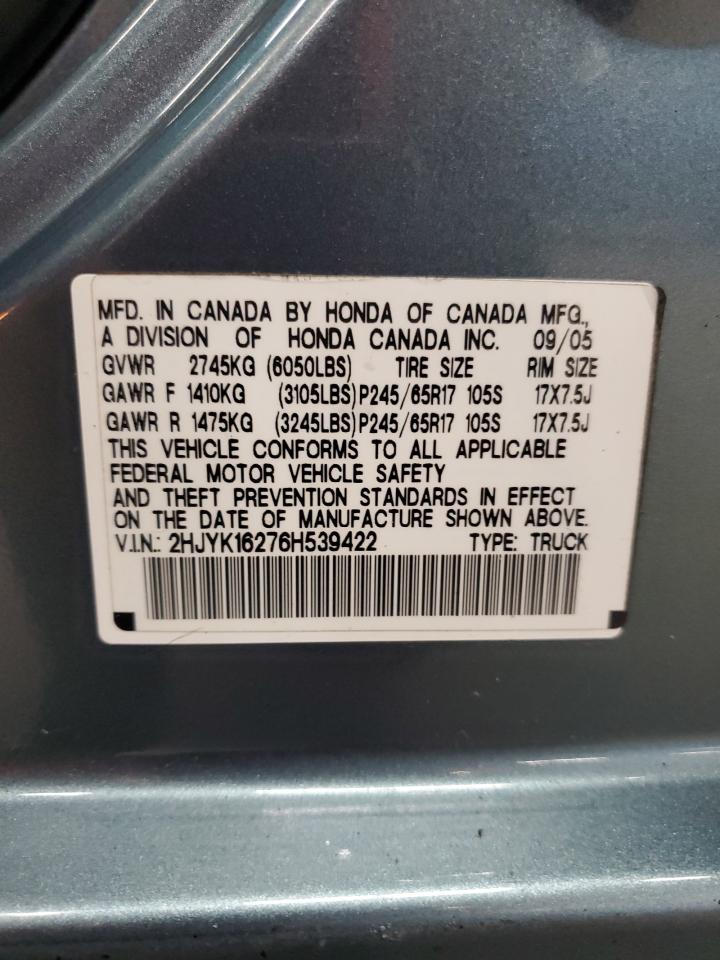 MFD. IN CANADA BY HONDA OF CANADA MFG.,
A DIVISION OF HONDA CANADA INC. 09/05
GVWR 2745KG (6050LBS) TIRE SIZE RIM SIZE
GAWR F 1410KG (3105LBS) P245/65R17 105S 17X7.5J
GAWR R 1475KG (3245LBS) P245/65R17 105S 17X7.5J
THIS VEHICLE CONFORMS TO ALL APPLICABLE
FEDERAL MOTOR VEHICLE SAFETY
AND THEFT PREVENTION STANDARDS IN EFFECT
ON THE DATE OF MANUFACTURE SHOWN ABOVE.
V.I.N.: 2HJYK16276H539422 TYPE: TRUCK